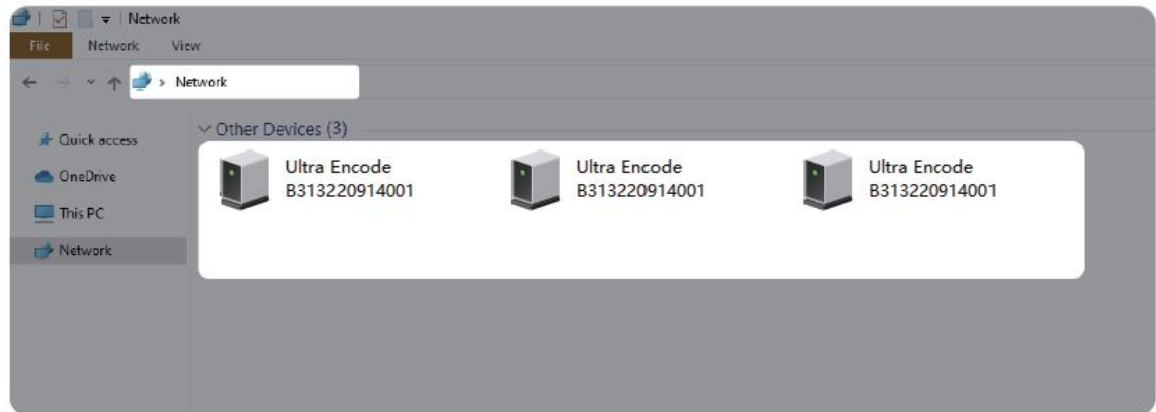 Network
File Network View
Network
Quick access
OneDrive
This PC
Network
Other Devices (3)
Ultra Encode
B313220914001
Ultra Encode
B313220914001
Ultra Encode
B313220914001